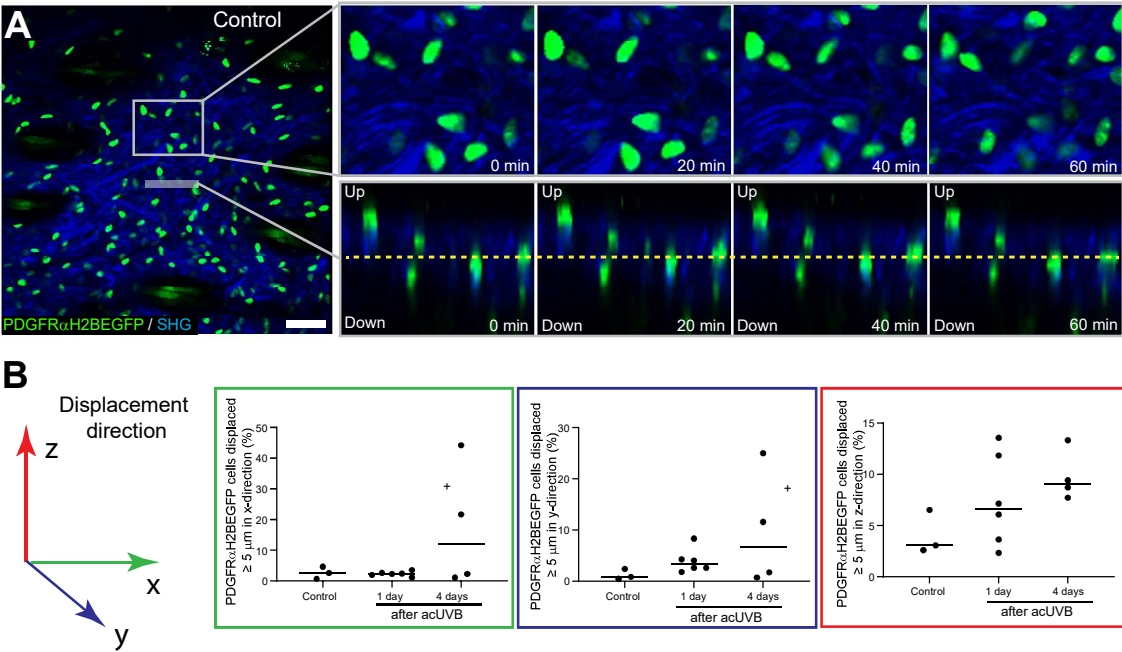 A
Control
0 min
20 min
40 min
60 min
Up
Up
Up
Up
Down
0 min
Down
20 min
Down
40 min
Down
60 min
PDGFRαH2BEGFP / SHG
B
Displacement
direction
z
x
y
PDGFRαH2BEGFP cells displaced
≥ 5 μm in x-direction (%)
50
40
30
20
10
0
+
Control
1 day
4 days
after acUVB
PDGFRαH2BEGFP cells displaced
≥ 5 μm in y-direction (%)
30
20
10
0
+
Control
1 day
4 days
after acUVB
PDGFRαH2BEGFP cells displaced
≥ 5 μm in z-direction (%)
15
10
5
0
Control
1 day
4 days
after acUVB